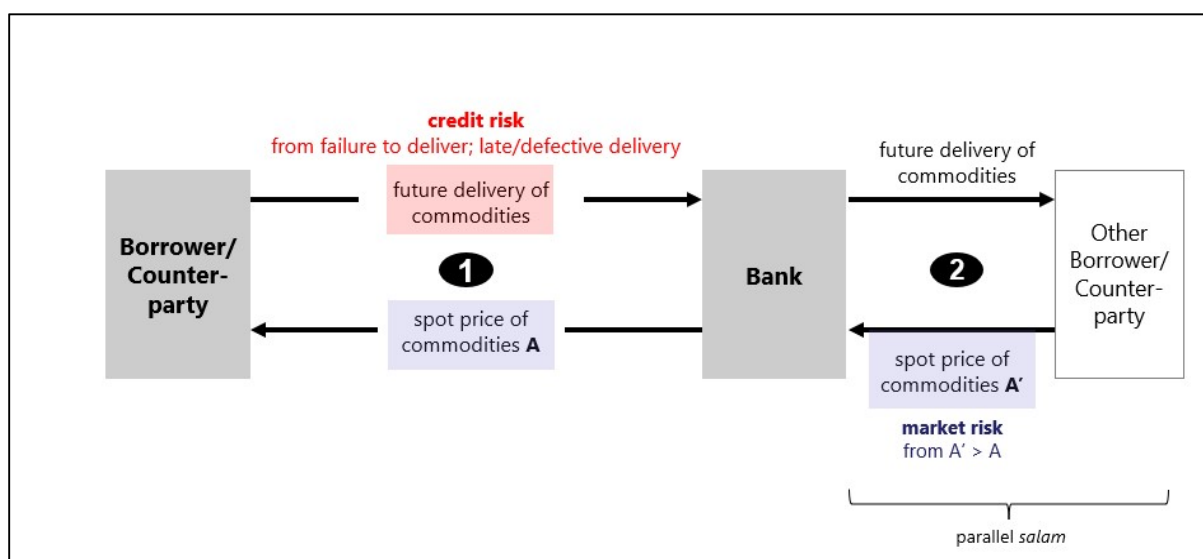 credit risk
from failure to deliver; late/defective delivery
future delivery of
commodities
Borrower/
Counter-
party
1
spot price of
commodities A
Bank
future delivery of
commodities
2
spot price of
commodities A′
market risk
from A′ > A
Other
Borrower/
Counter-
party
parallel salam